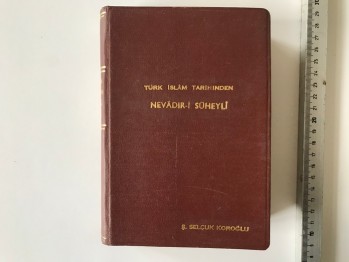 TÜRK İSLÂM TARİHİNDEN
NEVÂDIR-İ SÜHEYLÎ
Ş. SELÇUK KOROĞLU